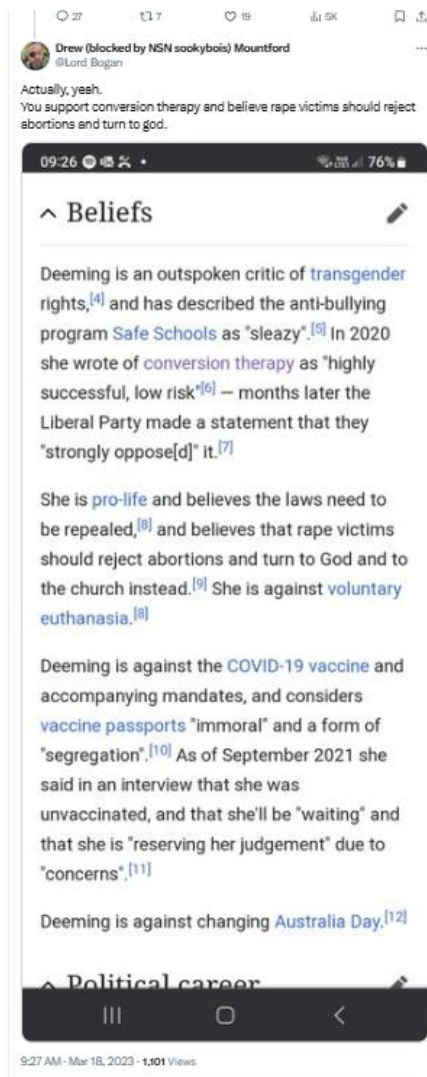 27 7 19 5K
Drew (blocked by NSN sookybois) Mountford
@Lord Bogan
Actually, yeah.
You support conversion therapy and believe rape victims should reject
abortions and turn to god.
09:26 76%
Beliefs
Deeming is an outspoken critic of transgender
rights,[4] and has described the anti-bullying
program Safe Schools as "sleazy".[5] In 2020
she wrote of conversion therapy as "highly
successful, low risk"[6] – months later the
Liberal Party made a statement that they
"strongly oppose[d]" it.[7]
She is pro-life and believes the laws need to
be repealed,[8] and believes that rape victims
should reject abortions and turn to God and to
the church instead.[9] She is against voluntary
euthanasia.[8]
Deeming is against the COVID-19 vaccine and
accompanying mandates, and considers
vaccine passports "immoral" and a form of
"segregation".[10] As of September 2021 she
said in an interview that she was
unvaccinated, and that she'll be "waiting" and
that she is "reserving her judgement" due to
"concerns".[11]
Deeming is against changing Australia Day.[12]
Political career
9:27 AM - Mar 18, 2023 - 1,101 Views